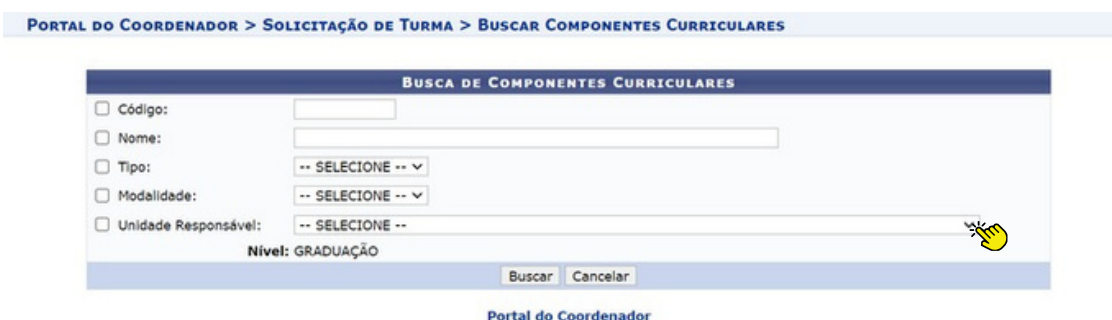 PORTAL DO COORDENADOR > SOLICITAÇÃO DE TURMA > BUSCAR COMPONENTES CURRICULARES
BUSCA DE COMPONENTES CURRICULARES
Código:
Nome:
Tipo: -- SELECIONE --
Modalidade: -- SELECIONE --
Unidade Responsável: -- SELECIONE --
Nível: GRADUAÇÃO
Buscar Cancelar
Portal do Coordenador